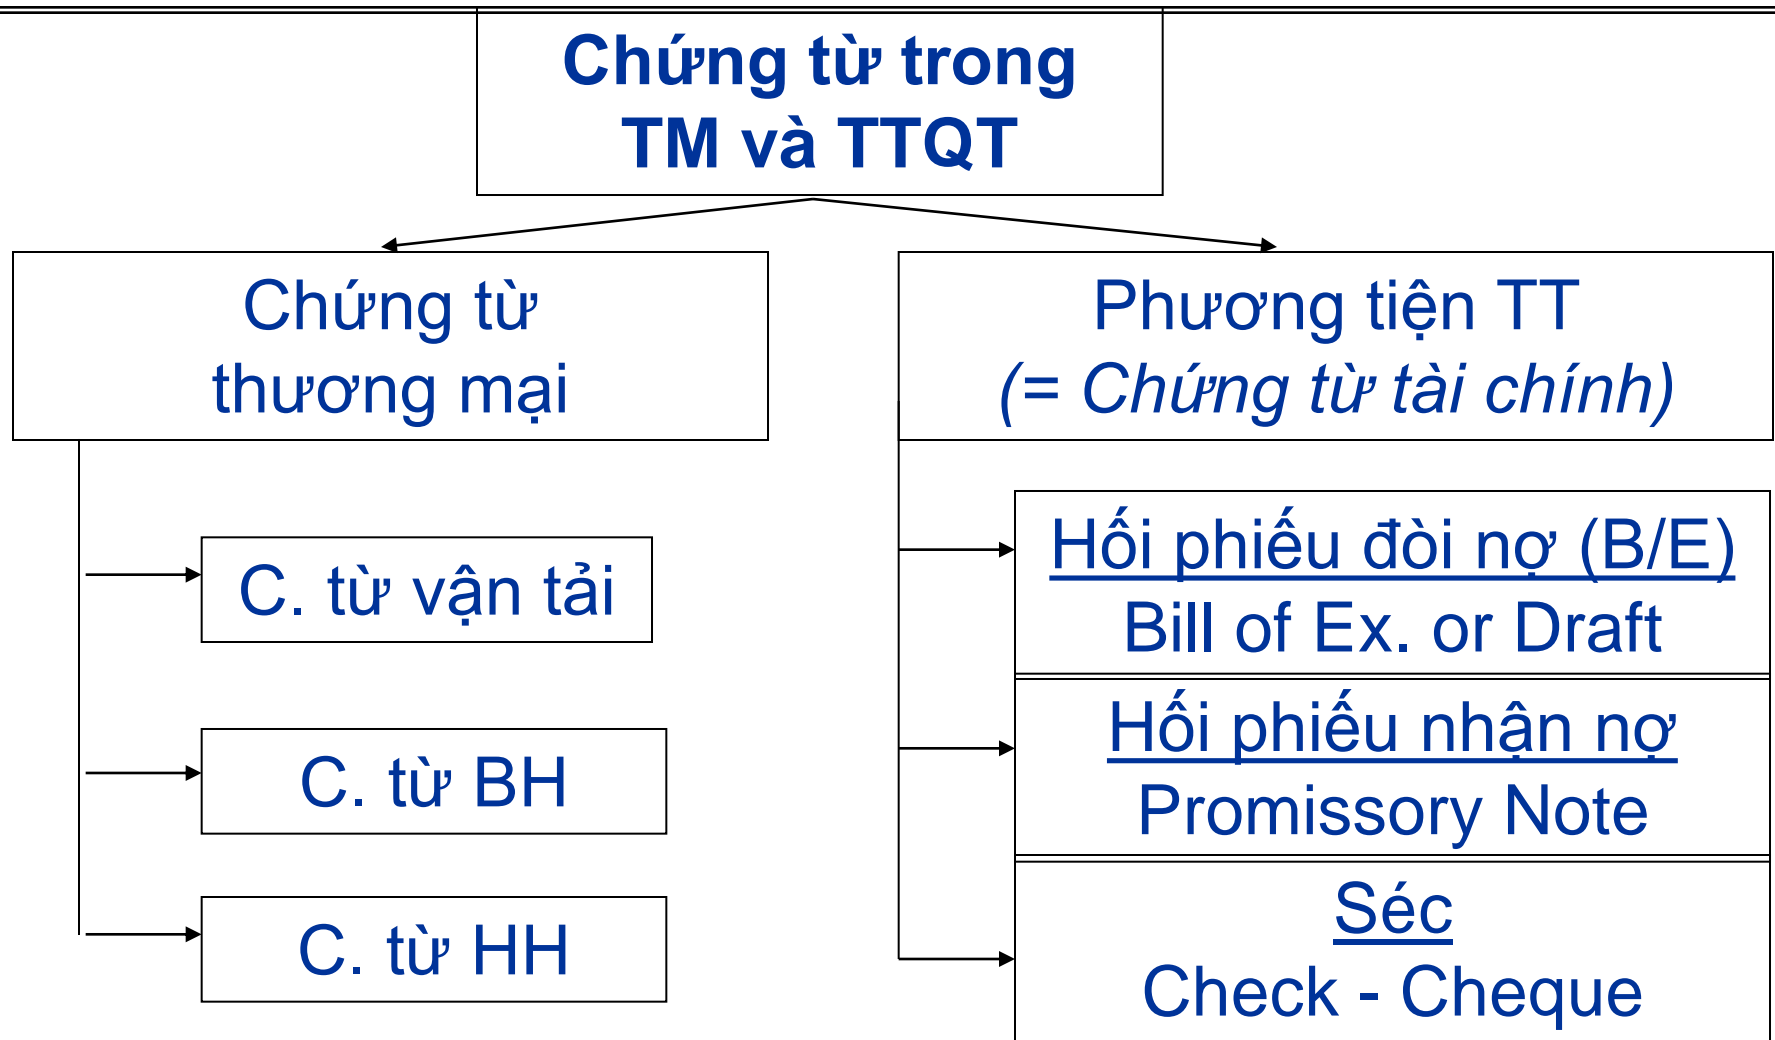 Chứng từ trong
TM và TTQT
Chứng từ
thương mại
Phương tiện TT
(= Chứng từ tài chính)
C. từ vận tải
C. từ BH
C. từ HH
Hối phiếu đòi nợ (B/E)
Bill of Ex. or Draft
Hối phiếu nhận nợ
Promissory Note
Séc
Check - Cheque